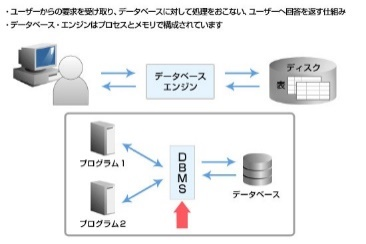 ・ユーザーからの要求を受け取り、データベースに対して処理をおこない、ユーザーへ回答を返す仕組み
・データベース・エンジンはプロセスとメモリで構成されています
データベース
エンジン
ディスク
表
プログラム1
プログラム2
DBMS
データベース